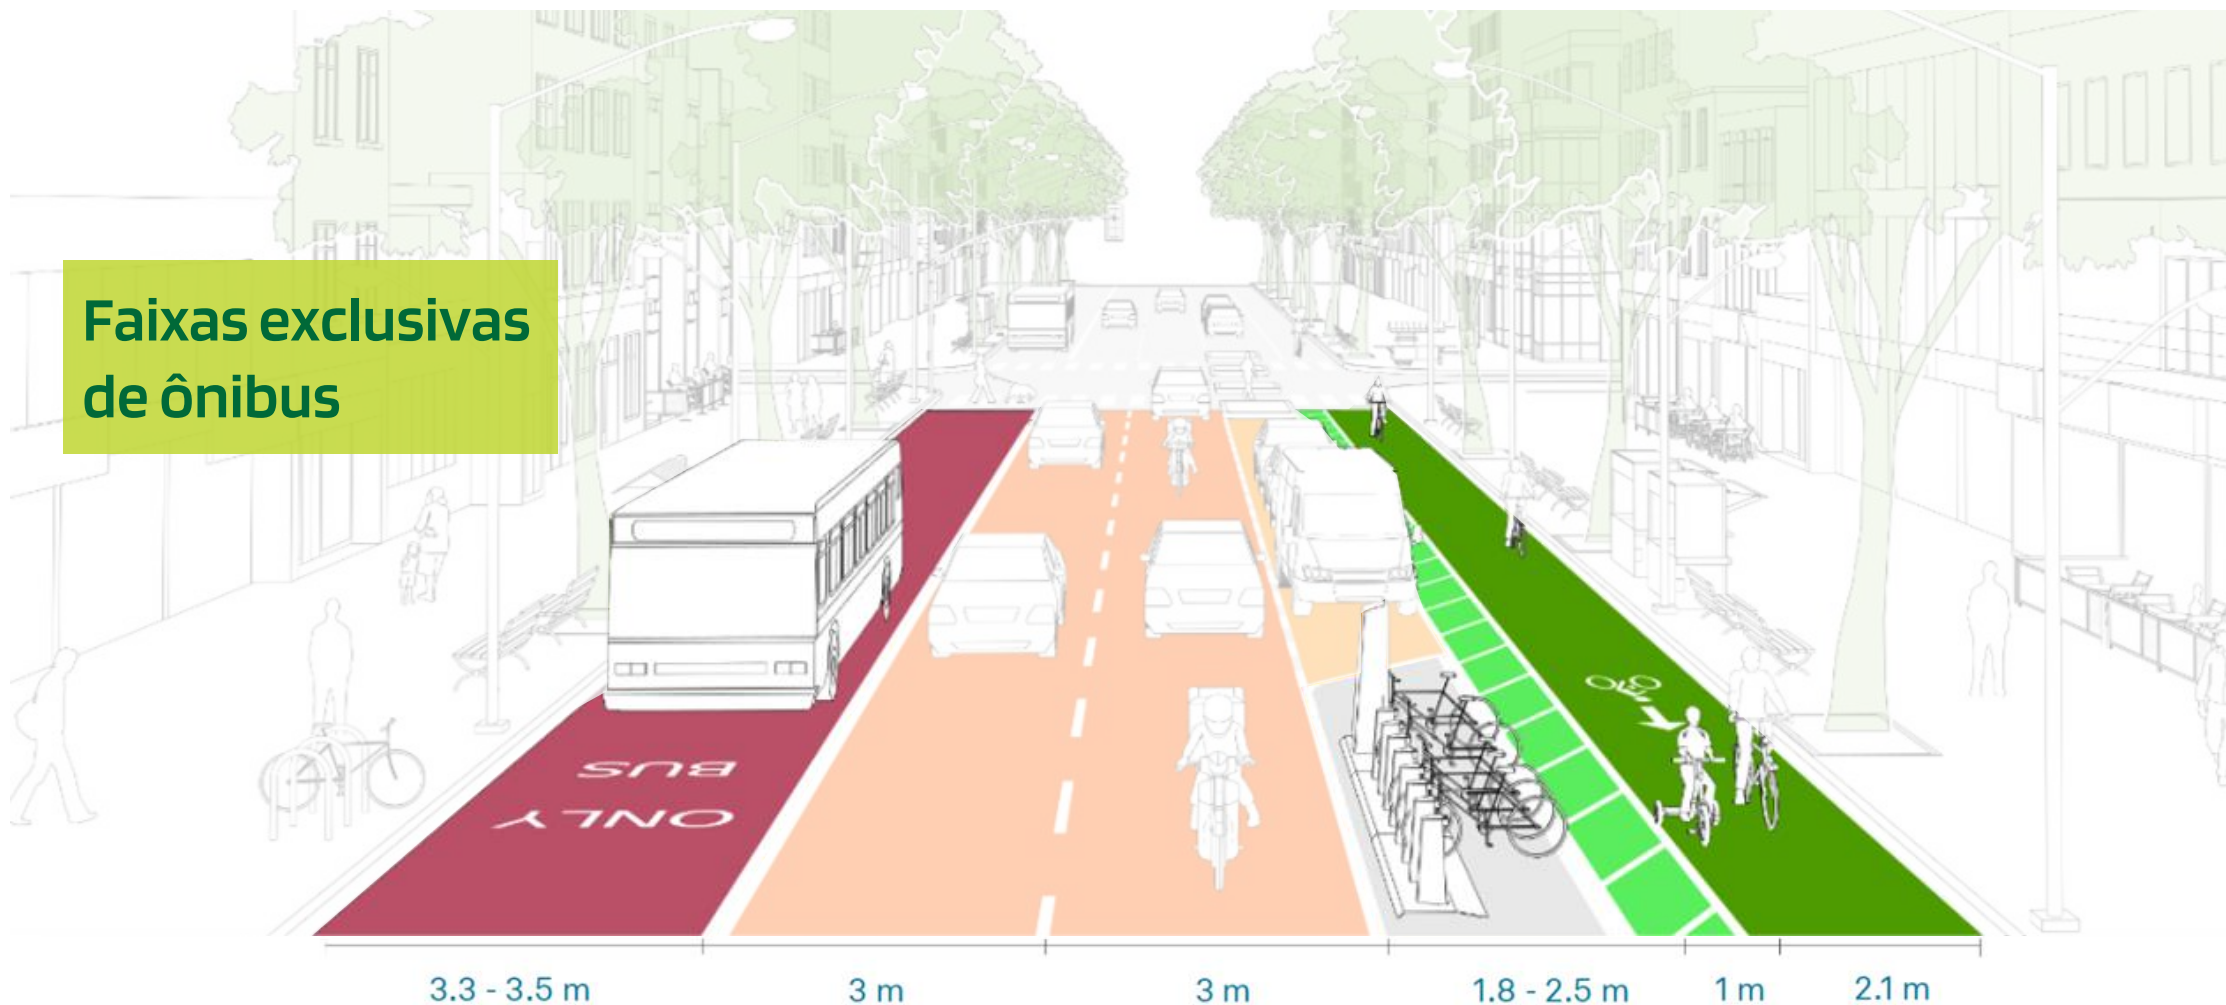 Faixas exclusivas
de ônibus
BUS
ONLY
3.3 - 3.5 m
3 m
3 m
1.8 - 2.5 m
1 m
2.1 m